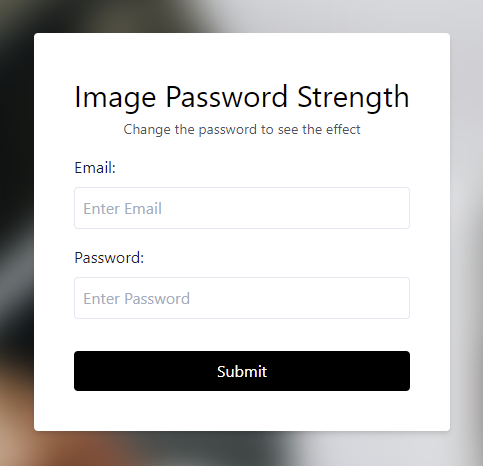 Image Password Strength
Change the password to see the effect
Email:
Enter Email
Password:
Enter Password
Submit